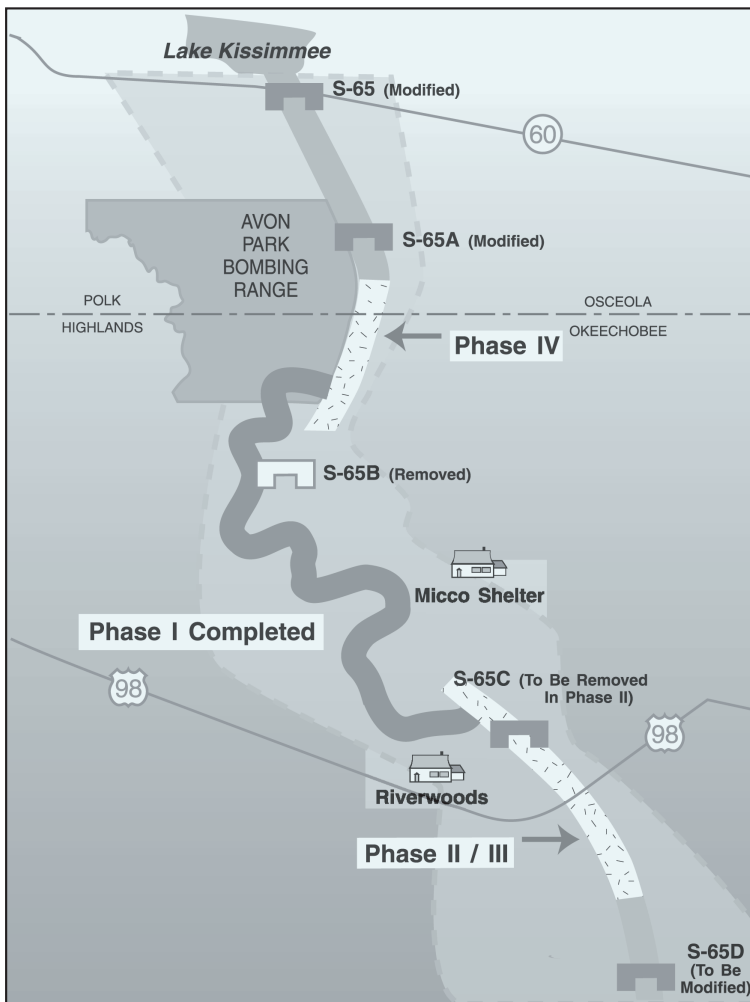 Lake Kissimmee
S-65 (Modified)
60
AVON
PARK
BOMBING
RANGE
S-65A (Modified)
POLK
OSCEOLA
HIGHLANDS
OKEECHOBEE
Phase IV
S-65B (Removed)
Micco Shelter
Phase I Completed
98
S-65C (To Be Removed
In Phase II)
98
Riverwoods
Phase II / III
S-65D
(To Be
Modified)